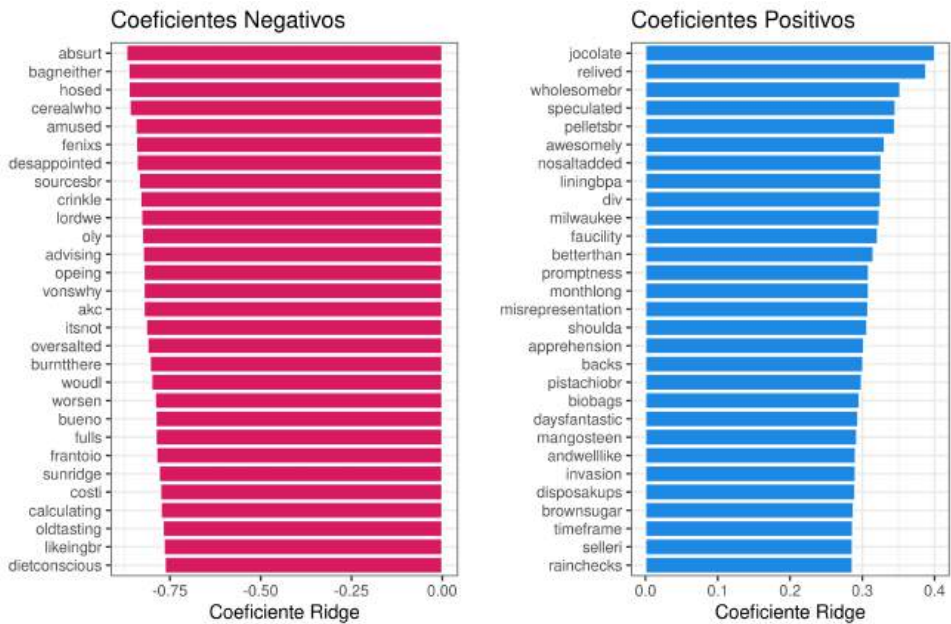 Coeficientes Negativos
absurt
bagneither
hosed
cerealwho
amused
fenixs
desappointed
sourcesbr
crinkle
lordwe
oly
advising
opeing
vonswhy
akc
itsnot
oversalted
burntthere
woudl
worsen
bueno
fulls
frantoio
sunridge
costi
calculating
oldtasting
likeingbr
dietconscious
-0.75 -0.50 -0.25 0.00
Coeficiente Ridge
Coeficientes Positivos
jocolate
relived
wholesomebr
speculated
pelletsbr
awesomely
nosaltadded
liningbpa
div
milwaukee
faucility
betterthan
promptness
monthlong
misrepresentation
shoulda
apprehension
backs
pistachiobr
biobags
daysfantastic
mangosteen
andwelllike
invasion
disposakups
brownsugar
timeframe
selleri
rainchecks
0.0 0.1 0.2 0.3 0.4
Coeficiente Ridge